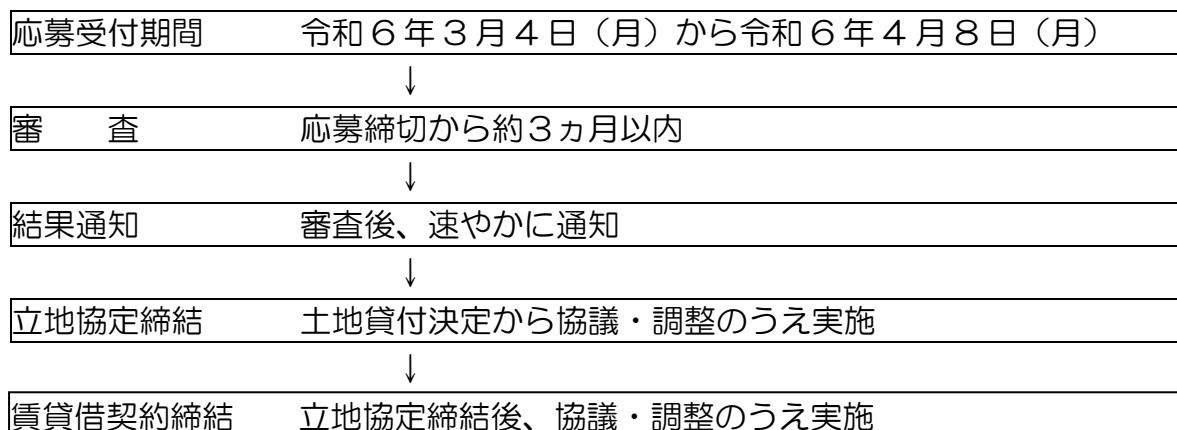 応募受付期間　　令和６年３月４日（月）から令和６年４月８日（月）
↓
審　　査　　応募締切から約３ヵ月以内
↓
結果通知　　審査後、速やかに通知
↓
立地協定締結　　土地貸付決定から協議・調整のうえ実施
↓
賃貸借契約締結　　立地協定締結後、協議・調整のうえ実施